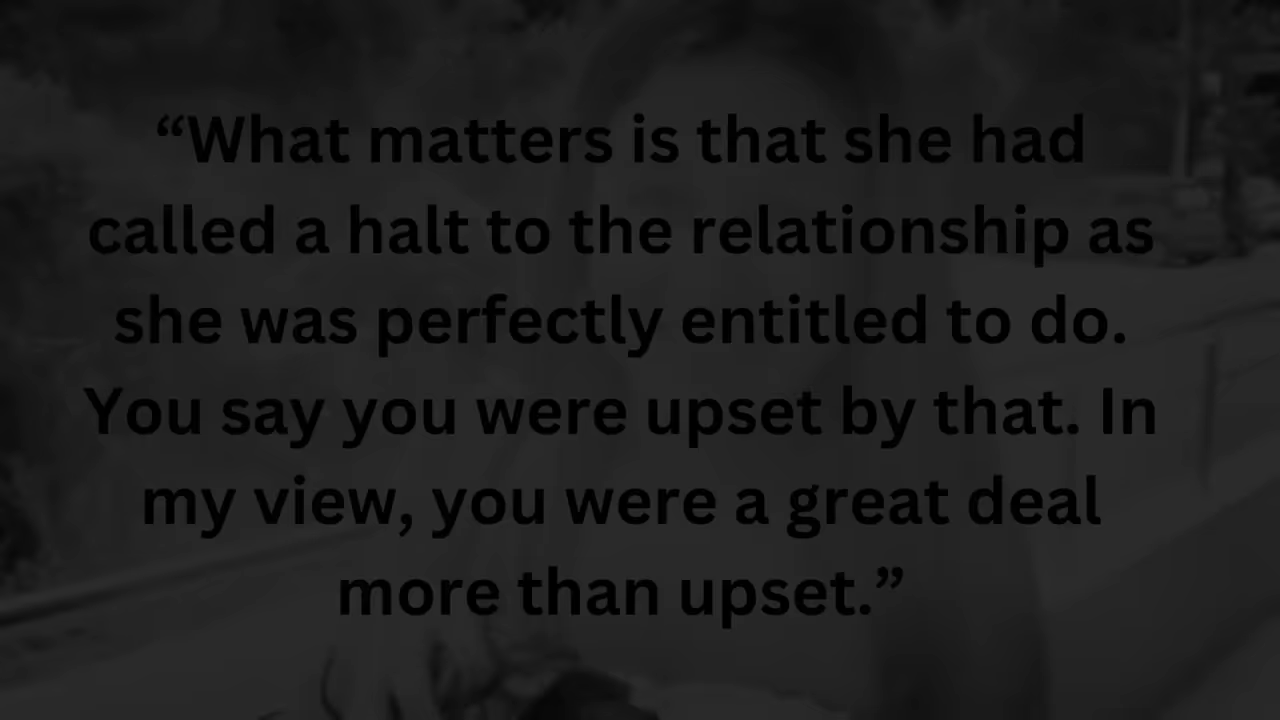 “What matters is that she had
called a halt to the relationship as
she was perfectly entitled to do.
You say you were upset by that. In
my view, you were a great deal
more than upset.”